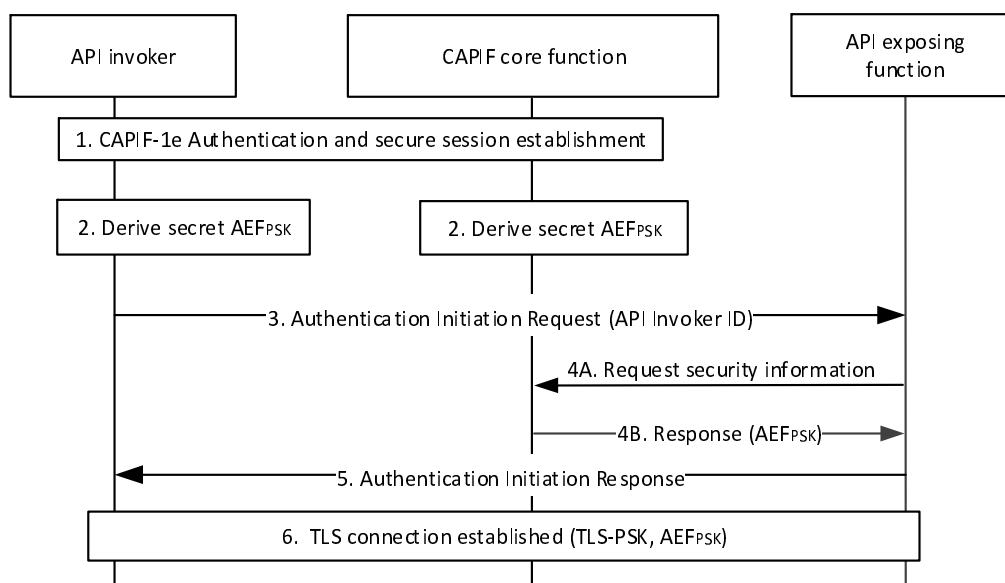 API invoker
CAPIF core function
API exposing
function
1. CAPIF-1e Authentication and secure session establishment
2. Derive secret AEFPSK
2. Derive secret AEFPSK
3. Authentication Initiation Request (API Invoker ID)
4A. Request security information
4B. Response (AEFPSK)
5. Authentication Initiation Response
6. TLS connection established (TLS-PSK, AEFPSK)